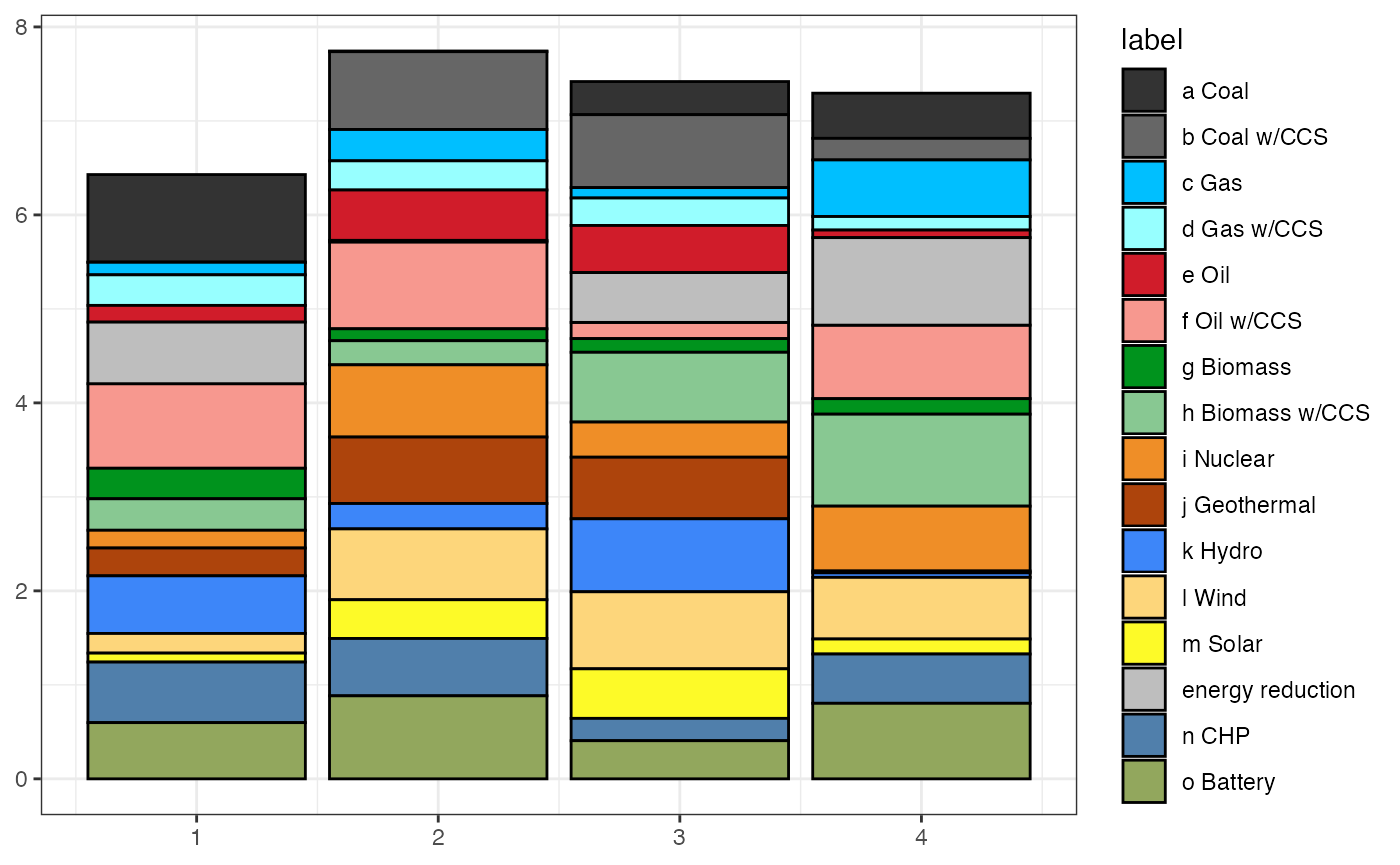 8
6
4
2
0
1
2
3
4
label
a Coal
b Coal w/CCS
c Gas
d Gas w/CCS
e Oil
f Oil w/CCS
g Biomass
h Biomass w/CCS
i Nuclear
j Geothermal
k Hydro
l Wind
m Solar
energy reduction
n CHP
o Battery